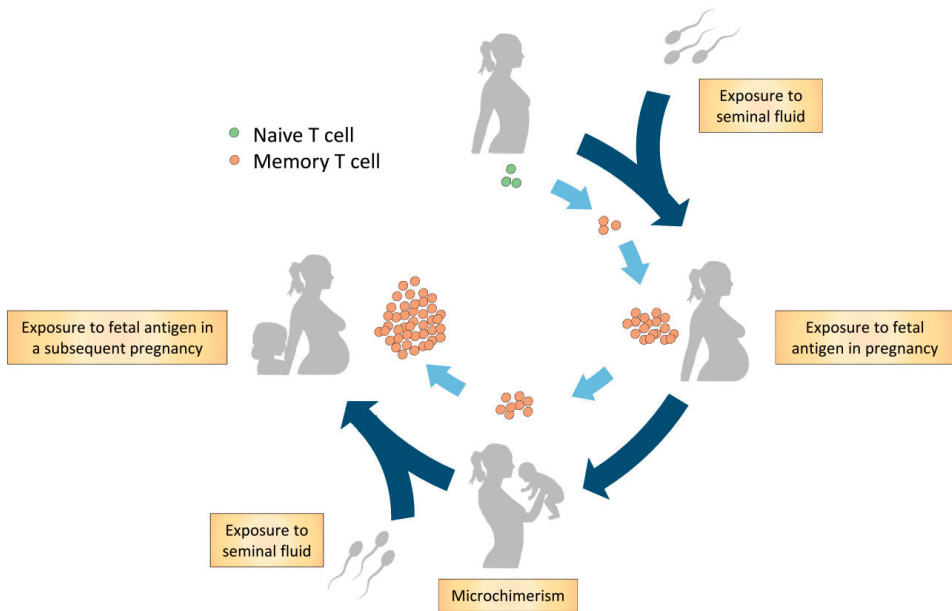 Exposure to
seminal fluid
Naive T cell
Memory T cell
Exposure to fetal antigen in
a subsequent pregnancy
Exposure to fetal
antigen in pregnancy
Exposure to
seminal fluid
Microchimerism